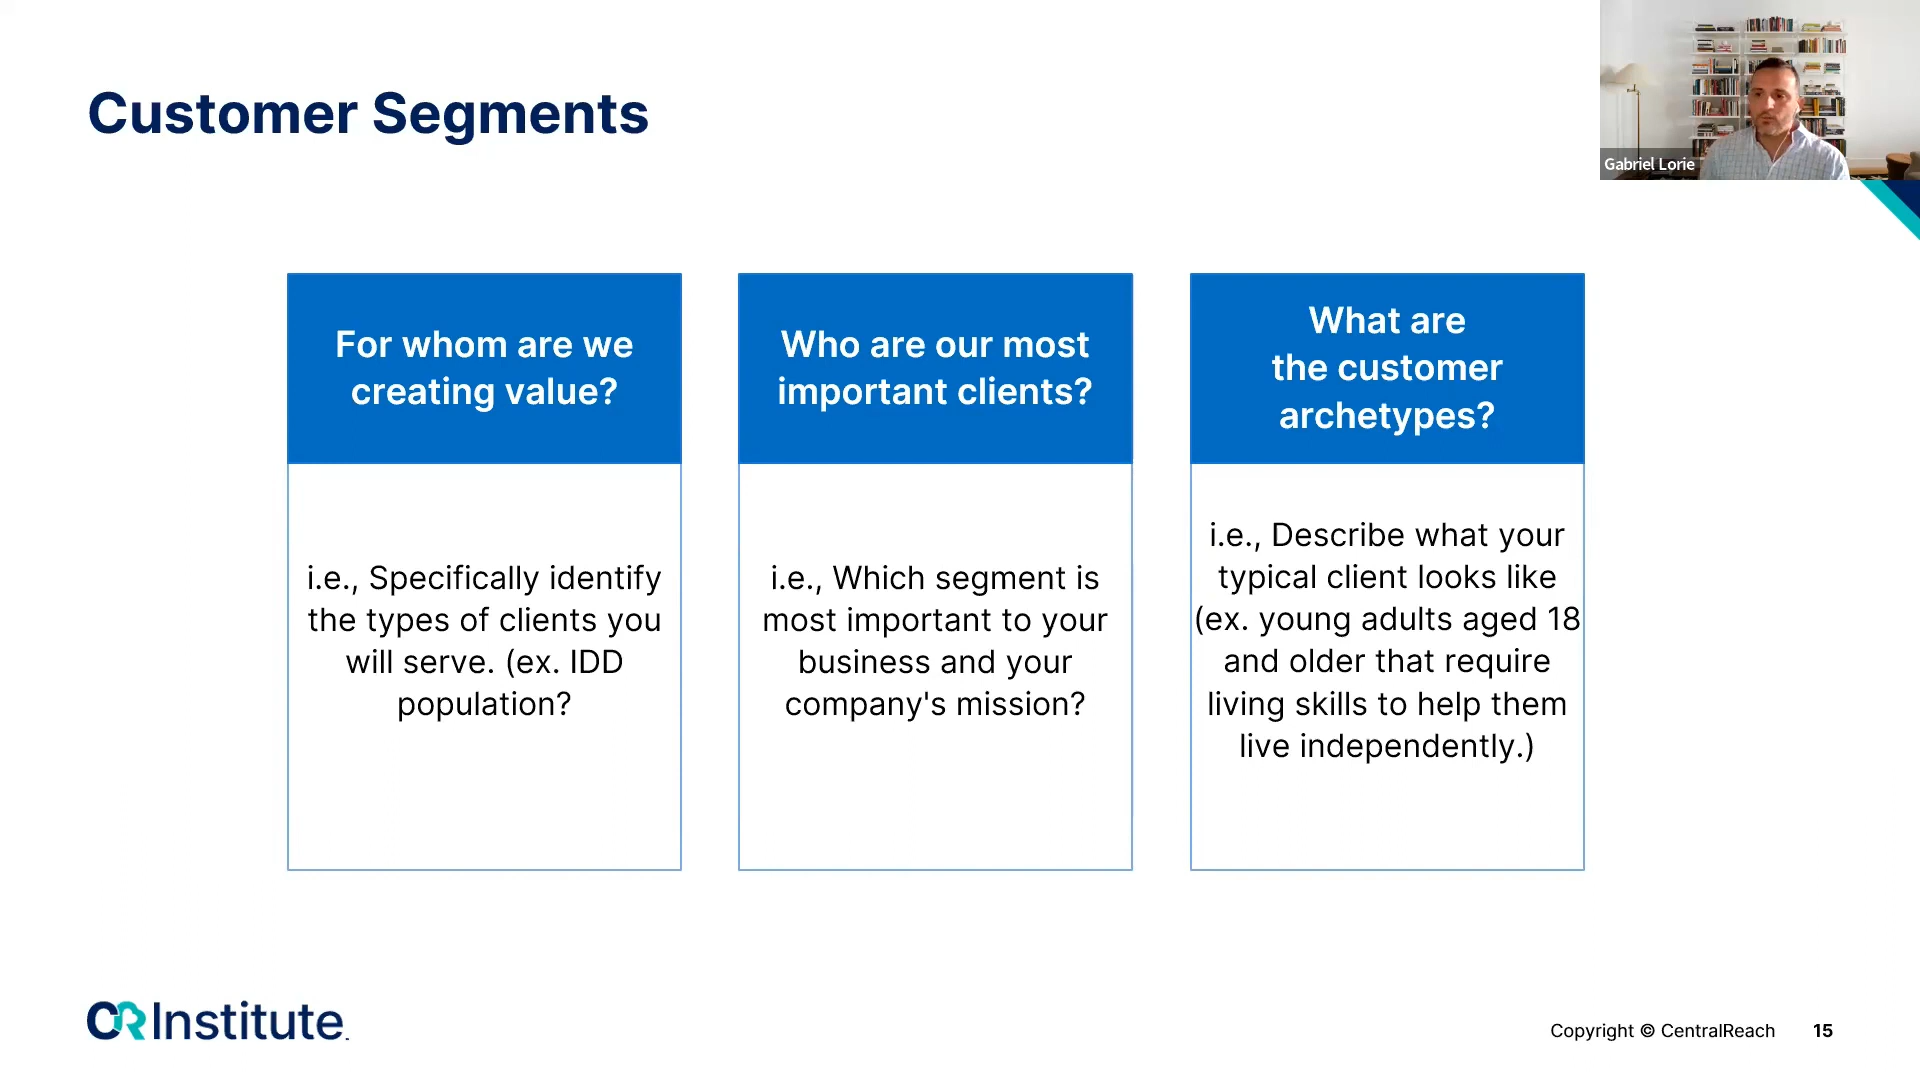 Customer Segments
Gabriel Lorie
For whom are we
creating value?
i.e., Specifically identify
the types of clients you
will serve. (ex. IDD
population?
Who are our most
important clients?
i.e., Which segment is
most important to your
business and your
company's mission?
What are
the customer
archetypes?
i.e., Describe what your
typical client looks like
(ex. young adults aged 18
and older that require
living skills to help them
live independently.)
CR Institute
Copyright © CentralReach 15